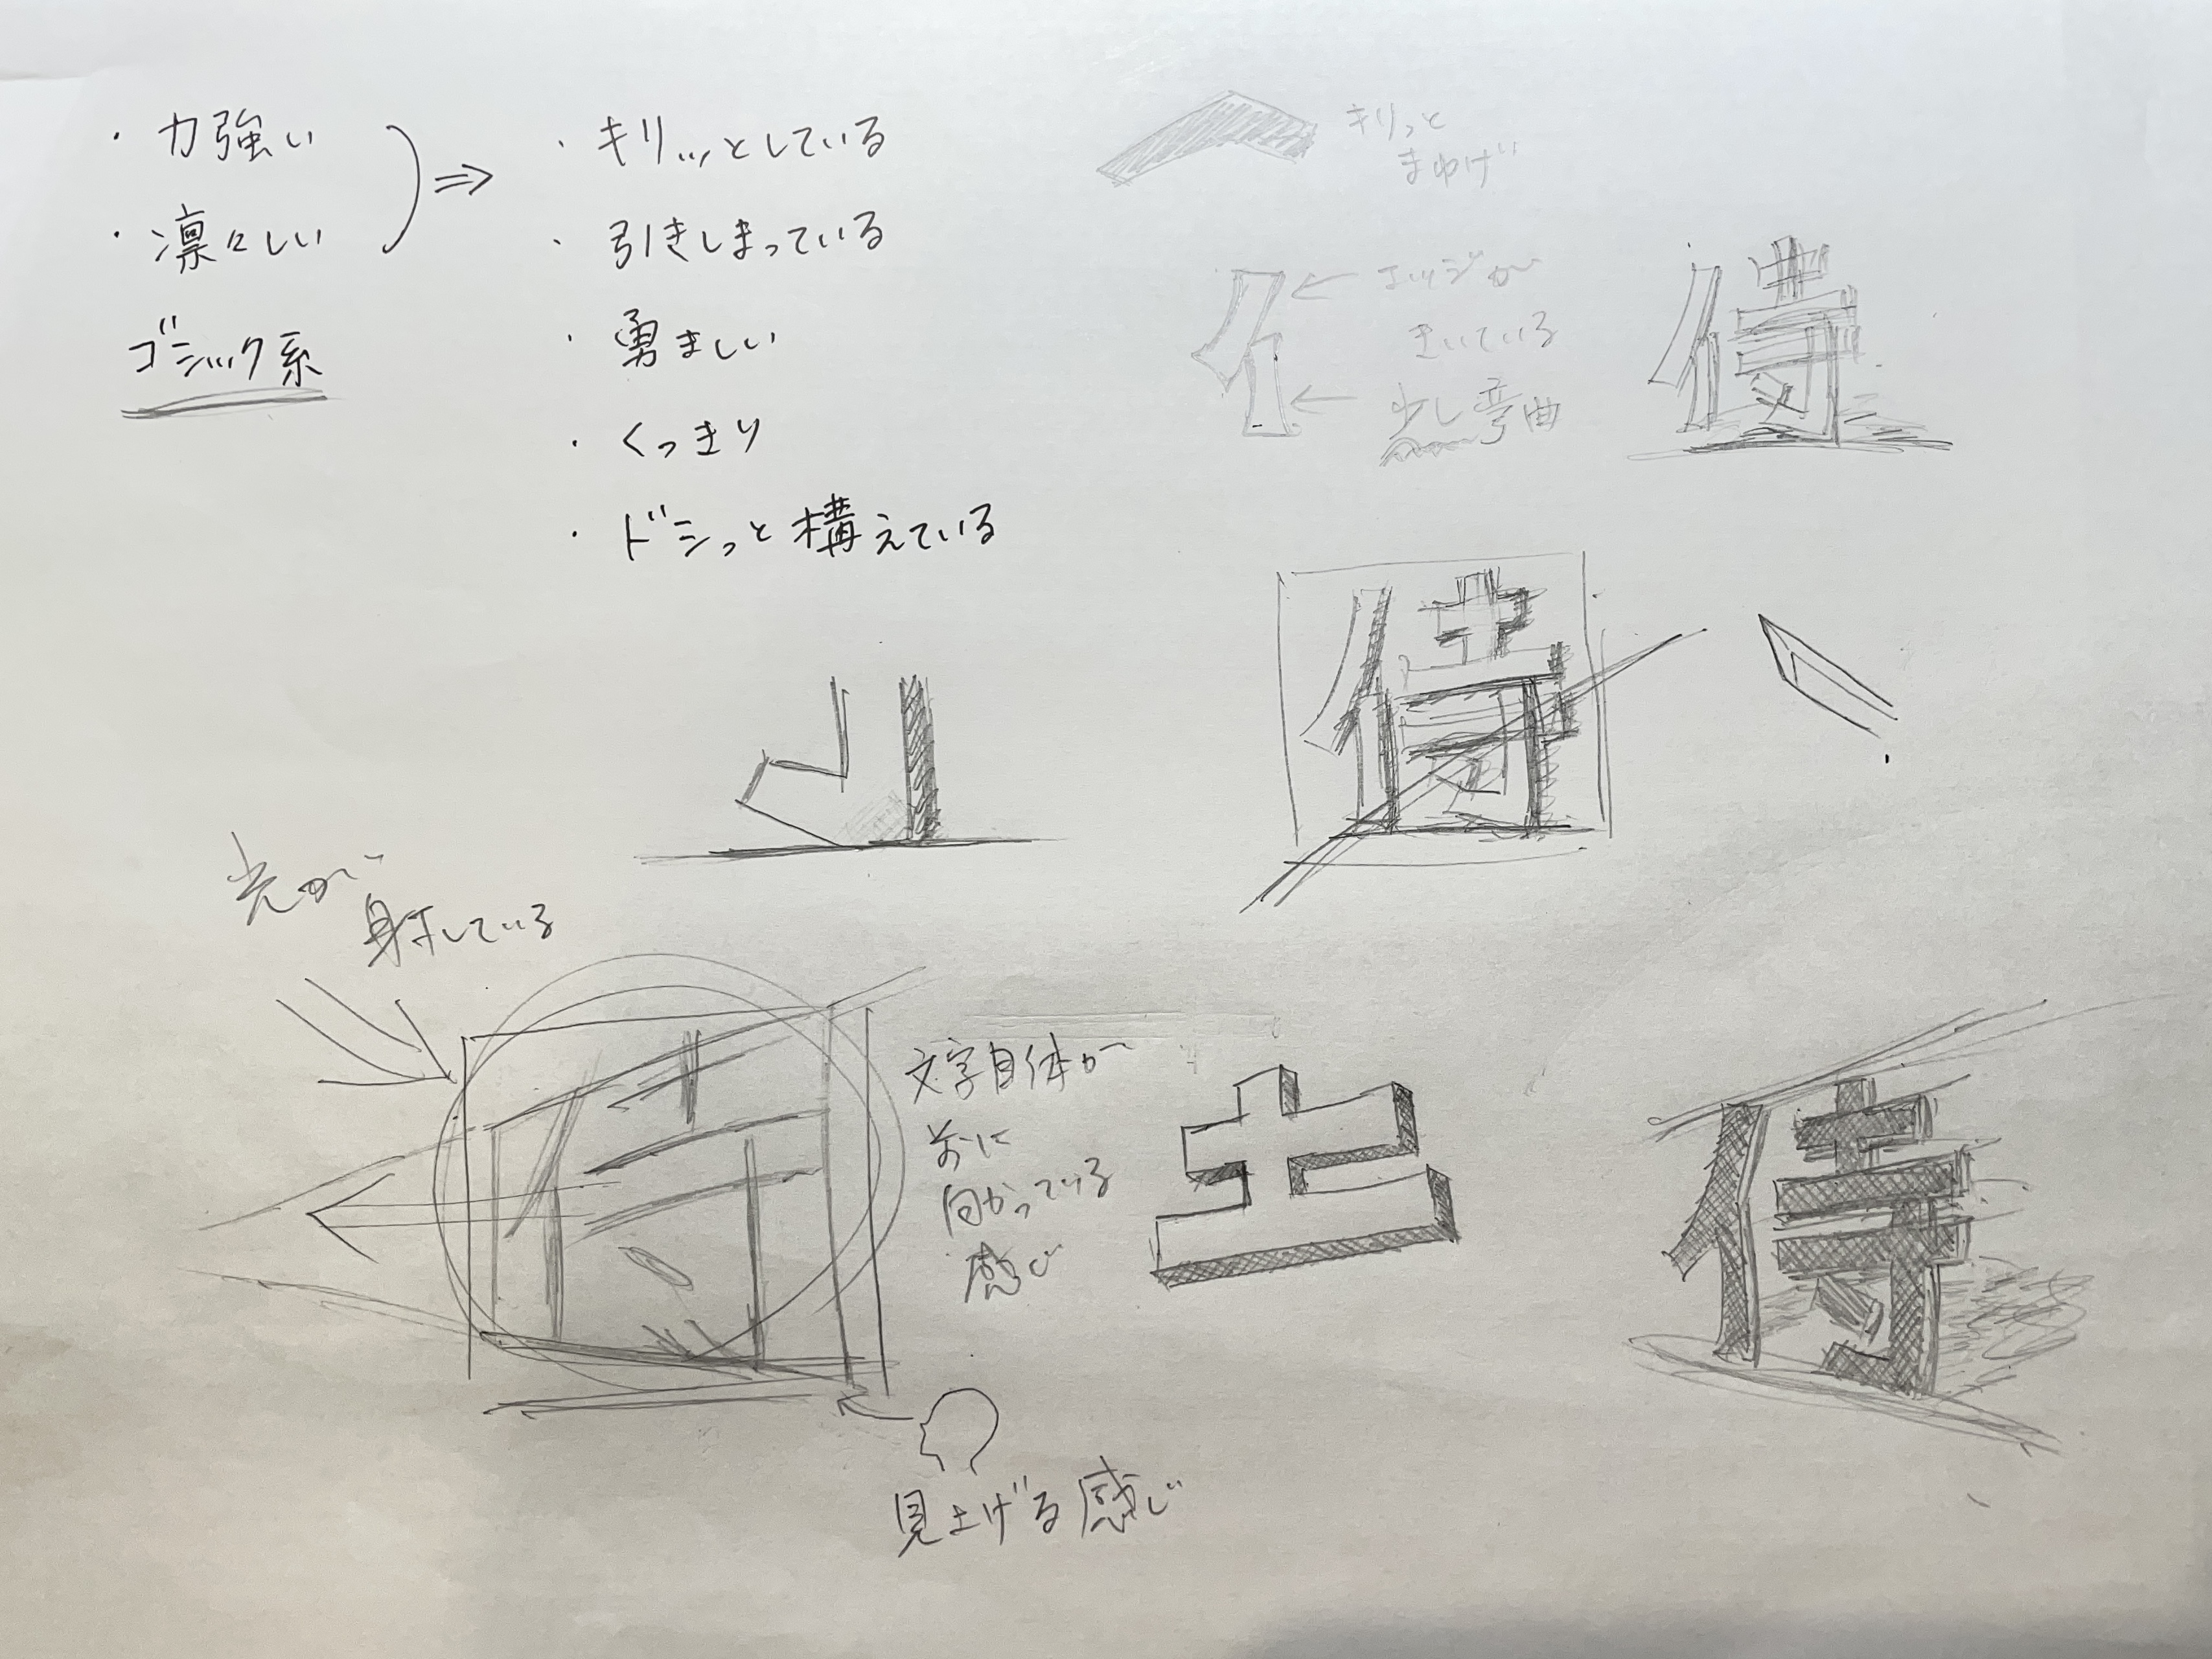 ・力強い
・凛々しい
ゴシック系
・キリッとしている
・引きしまっている
・勇ましい
・くっきり
・ドシっと構えている
キリっと
まゆげ
エッジが
きいている
少し弯曲
侍
侍
光が
射している
文字自体が
前に
向かっている
感じ
土
侍
見上げる感じ